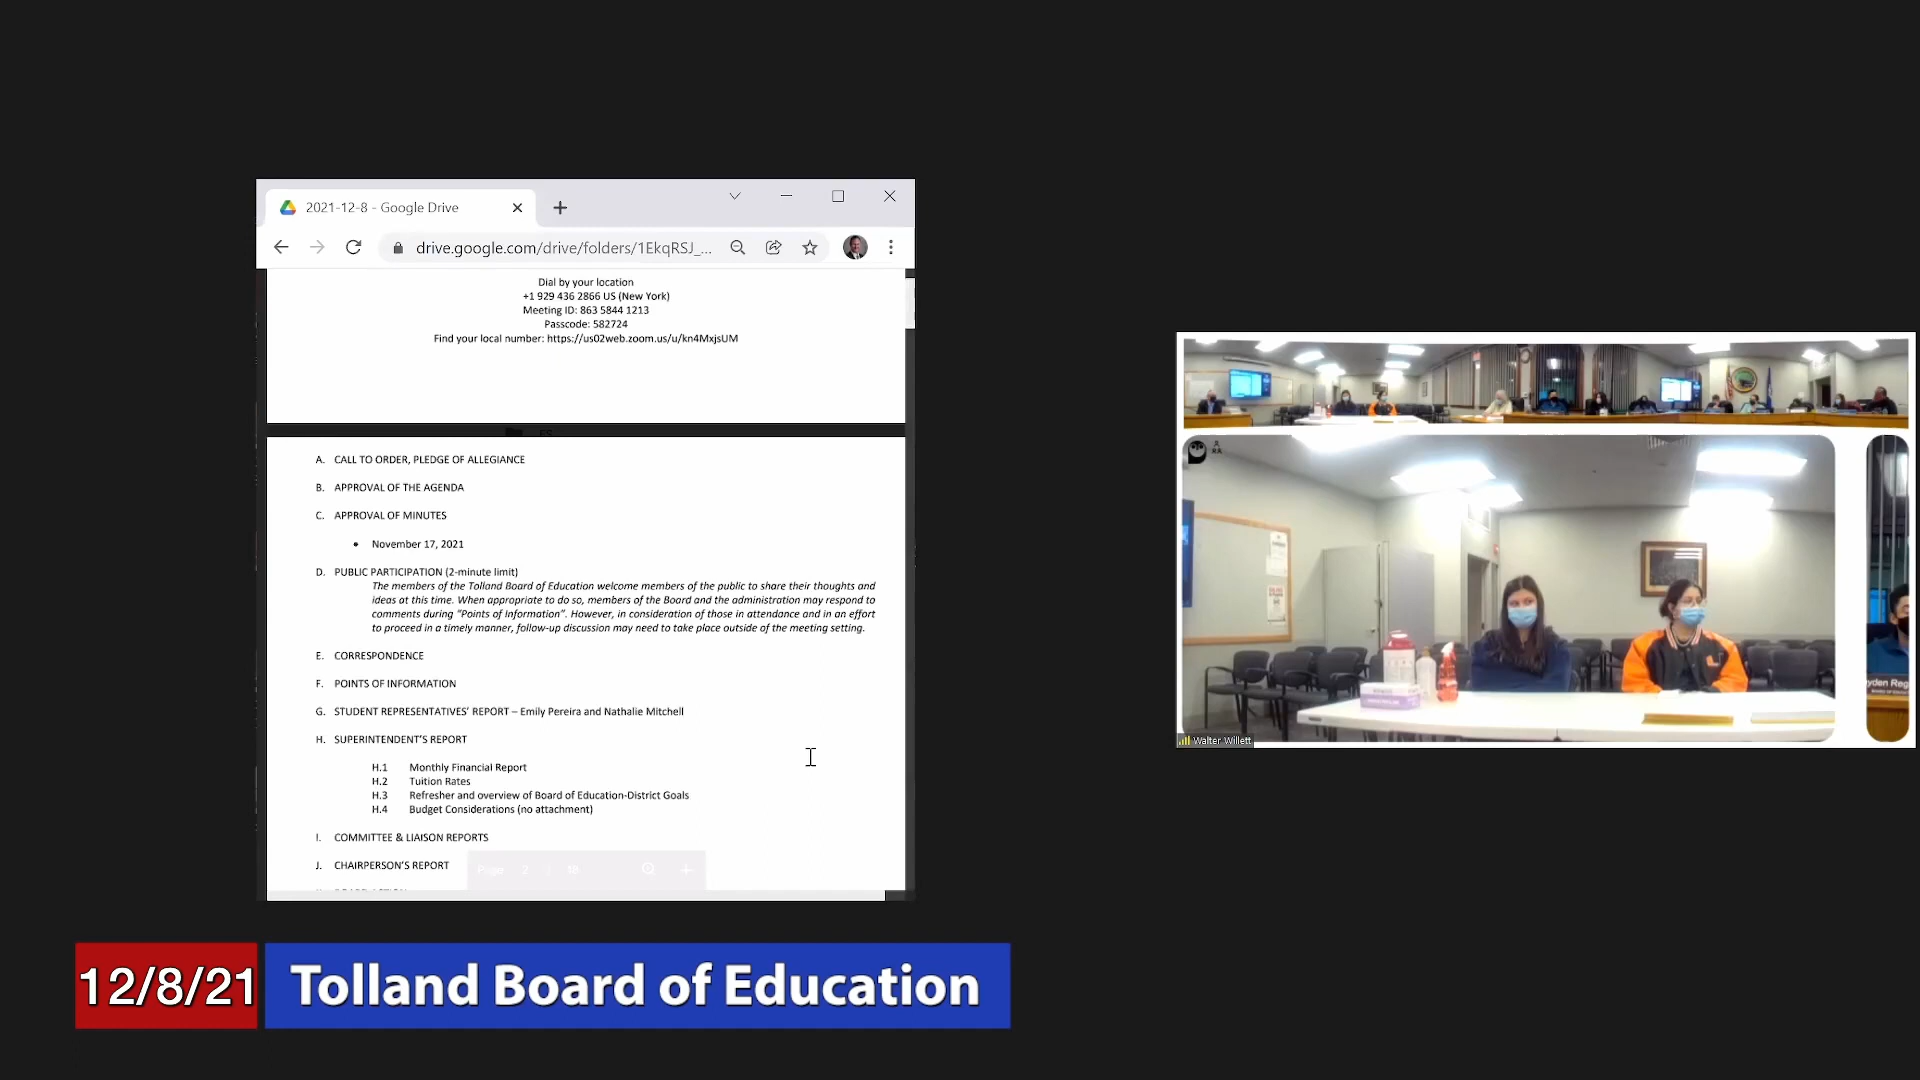 2021-12-8 - Google Drive
drive.google.com/drive/folders/1EkqRSJ_...
Dial by your location
+1 929 436 2866 US (New York)
Meeting ID: 863 5844 1213
Passcode: 582724
Find your local number: https://us02web.zoom.us/u/kn4MxjsUM
A. CALL TO ORDER, PLEDGE OF ALLEGIANCE
B. APPROVAL OF THE AGENDA
C. APPROVAL OF MINUTES
• November 17, 2021
D. PUBLIC PARTICIPATION (2-minute limit)
The members of the Tolland Board of Education welcome members of the public to share their thoughts and
ideas at this time. When appropriate to do so, members of the Board and the administration may respond to
comments during "Points of Information". However, in consideration of those in attendance and in an effort
to proceed in a timely manner, follow-up discussion may need to take place outside of the meeting setting.
E. CORRESPONDENCE
F. POINTS OF INFORMATION
G. STUDENT REPRESENTATIVES' REPORT – Emily Pereira and Nathalie Mitchell
H. SUPERINTENDENT'S REPORT
H.1 Monthly Financial Report
H.2 Tuition Rates
H.3 Refresher and overview of Board of Education-District Goals
H.4 Budget Considerations (no attachment)
I. COMMITTEE & LIAISON REPORTS
J. CHAIRPERSON'S REPORT
Page 2 / 18
Walter Willett
12/8/21
Tolland Board of Education